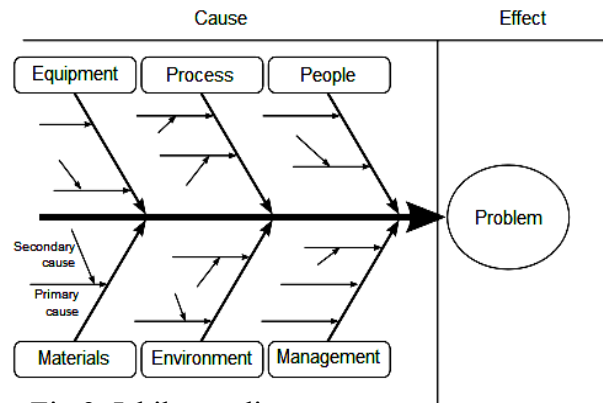 Cause
Effect
Equipment
Process
People
Problem
Secondary
cause
Primary
cause
Materials
Environment
Management